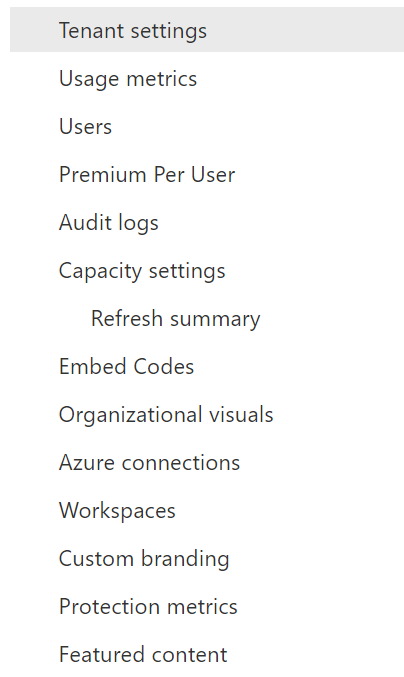 Tenant settings
Usage metrics
Users
Premium Per User
Audit logs
Capacity settings
Refresh summary
Embed Codes
Organizational visuals
Azure connections
Workspaces
Custom branding
Protection metrics
Featured content